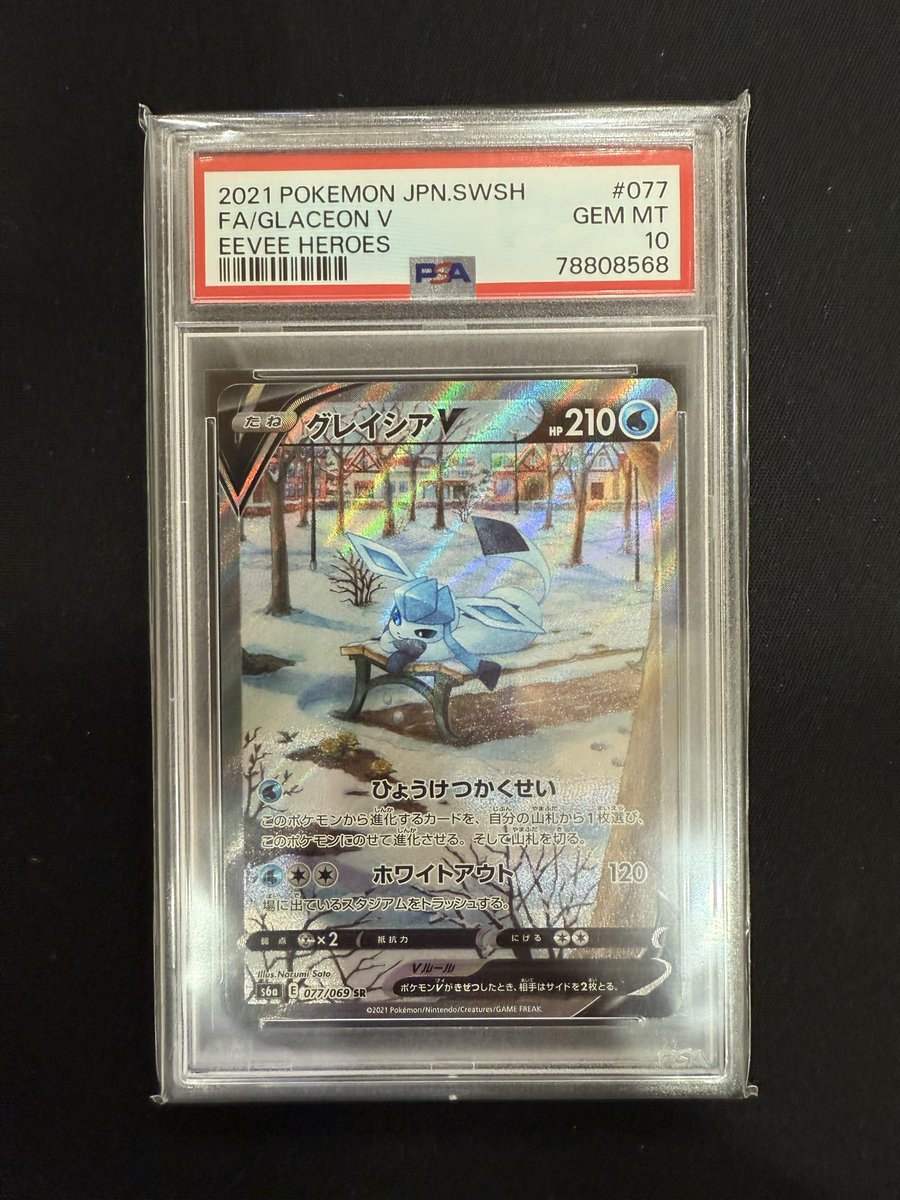 2021 POKEMON JPN.SWSH #077
FA/GLACEON V GEM MT
EEVEE HEROES 10
PSA 78808568
たね グレイシアV HP 210
ひょうけつかくせい
このポケモンから進化するカードを、自分の山札から1枚選び、
このポケモンにのせて進化させる。そして山札を切る。
ホワイトアウト 120
場に出ているスタジアムをトラッシュする。
弱点 ×2 抵抗力 にげる
Illus. Narumi Sato
Vルール
s6a E 077/069 SR ポケモンVがきぜつしたとき、相手はサイドを2枚とる。
©2021 Pokémon/Nintendo/Creatures/GAME FREAK.
PSA